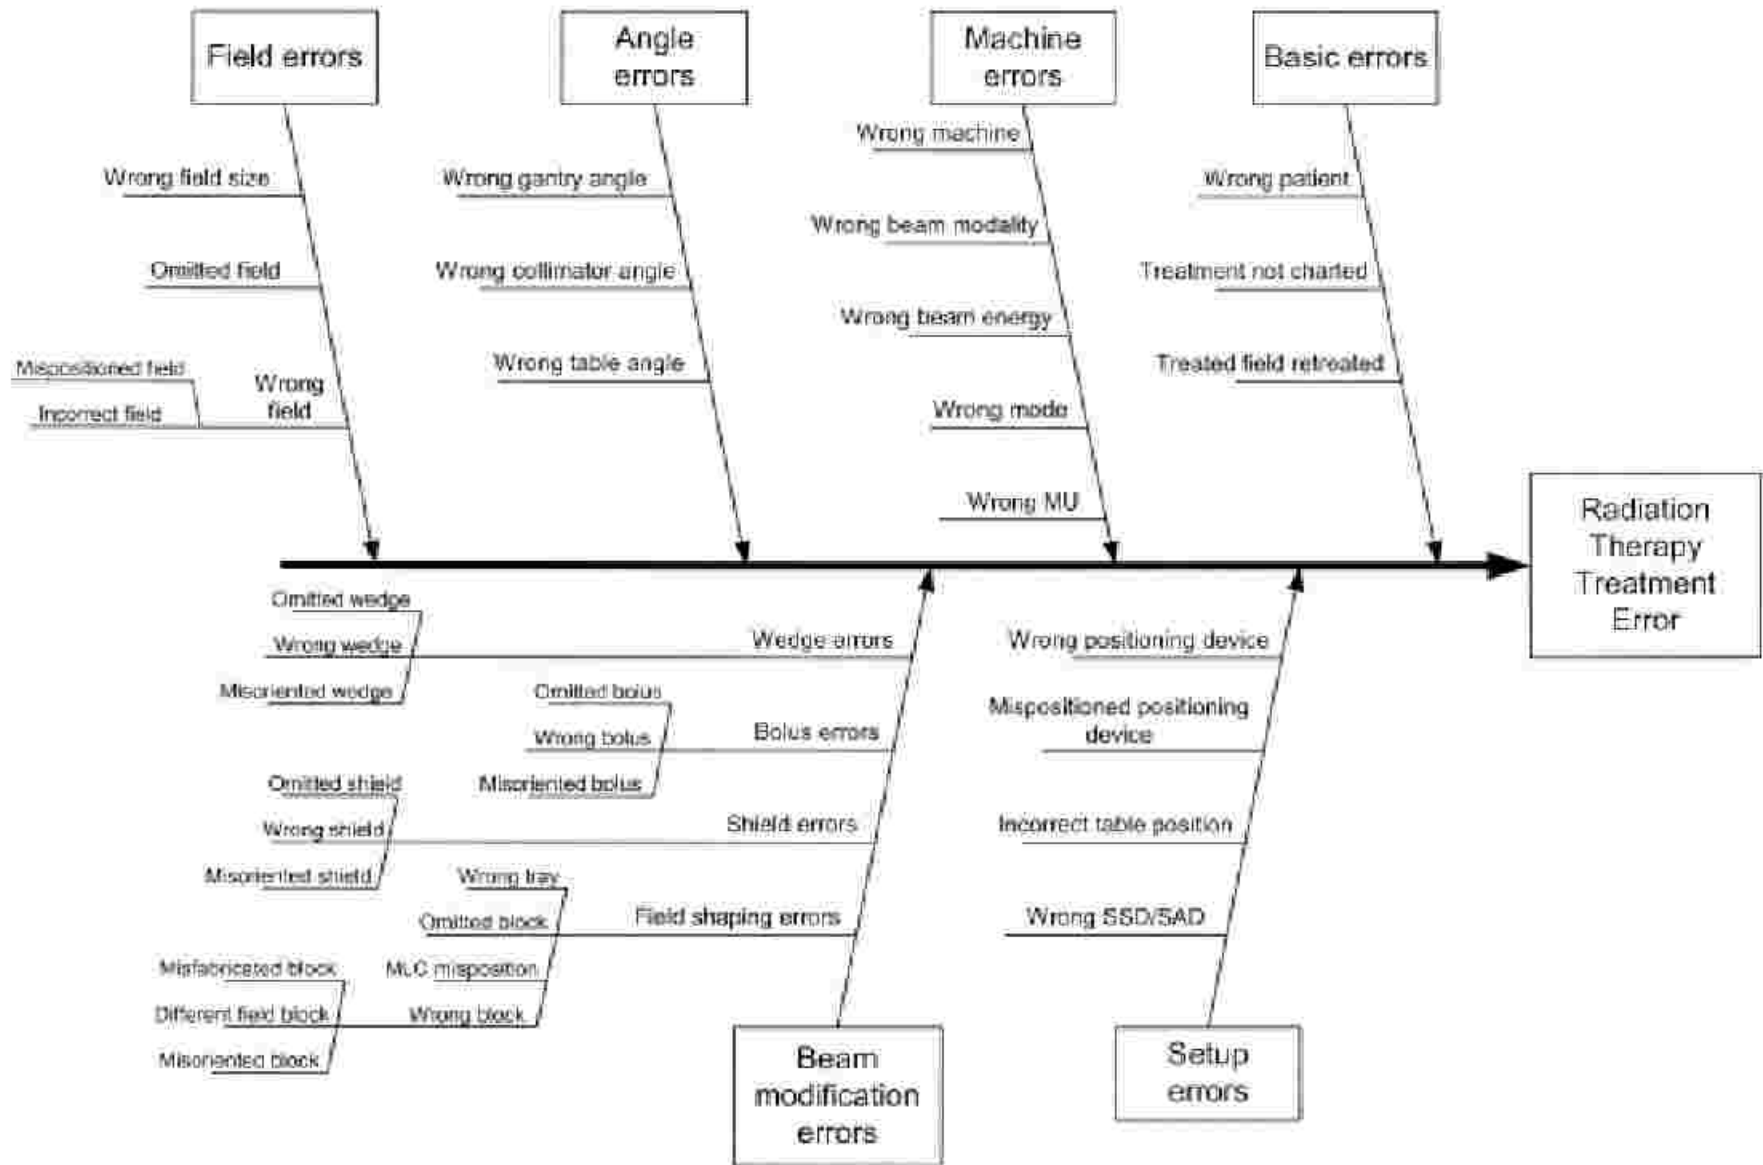 Field errors
Angle
errors
Machine
errors
Basic errors
Wrong field size
Omitted field
Mispositioned field
Incorrect field
Wrong
field
Wrong gantry angle
Wrong collimator angle
Wrong table angle
Wrong machine
Wrong beam modality
Wrong beam energy
Wrong mode
Wrong MU
Wrong patient
Treatment not charted
Treated field retreated
Radiation
Therapy
Treatment
Error
Omitted wedge
Wrong wedge
Misoriented wedge
Wedge errors
Omitted bolus
Wrong bolus
Misoriented bolus
Bolus errors
Omitted shield
Wrong shield
Misoriented shield
Shield errors
Wrong tray
Omitted block
MLC misposition
Wrong block
Field shaping errors
Misfabricated block
Different field block
Misoriented block
Beam
modification
errors
Wrong positioning device
Mispositioned positioning
device
Incorrect table position
Wrong SSD/SAD
Setup
errors